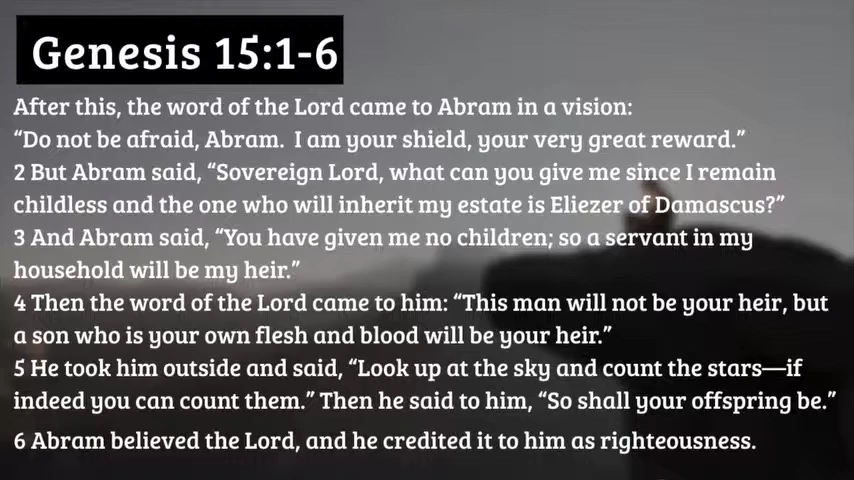 Genesis 15:1-6
After this, the word of the Lord came to Abram in a vision:
“Do not be afraid, Abram.  I am your shield, your very great reward.”
2 But Abram said, “Sovereign Lord, what can you give me since I remain
childless and the one who will inherit my estate is Eliezer of Damascus?”
3 And Abram said, “You have given me no children; so a servant in my
household will be my heir.”
4 Then the word of the Lord came to him: “This man will not be your heir, but
a son who is your own flesh and blood will be your heir.”
5 He took him outside and said, “Look up at the sky and count the stars—if
indeed you can count them.” Then he said to him, “So shall your offspring be.”
6 Abram believed the Lord, and he credited it to him as righteousness.